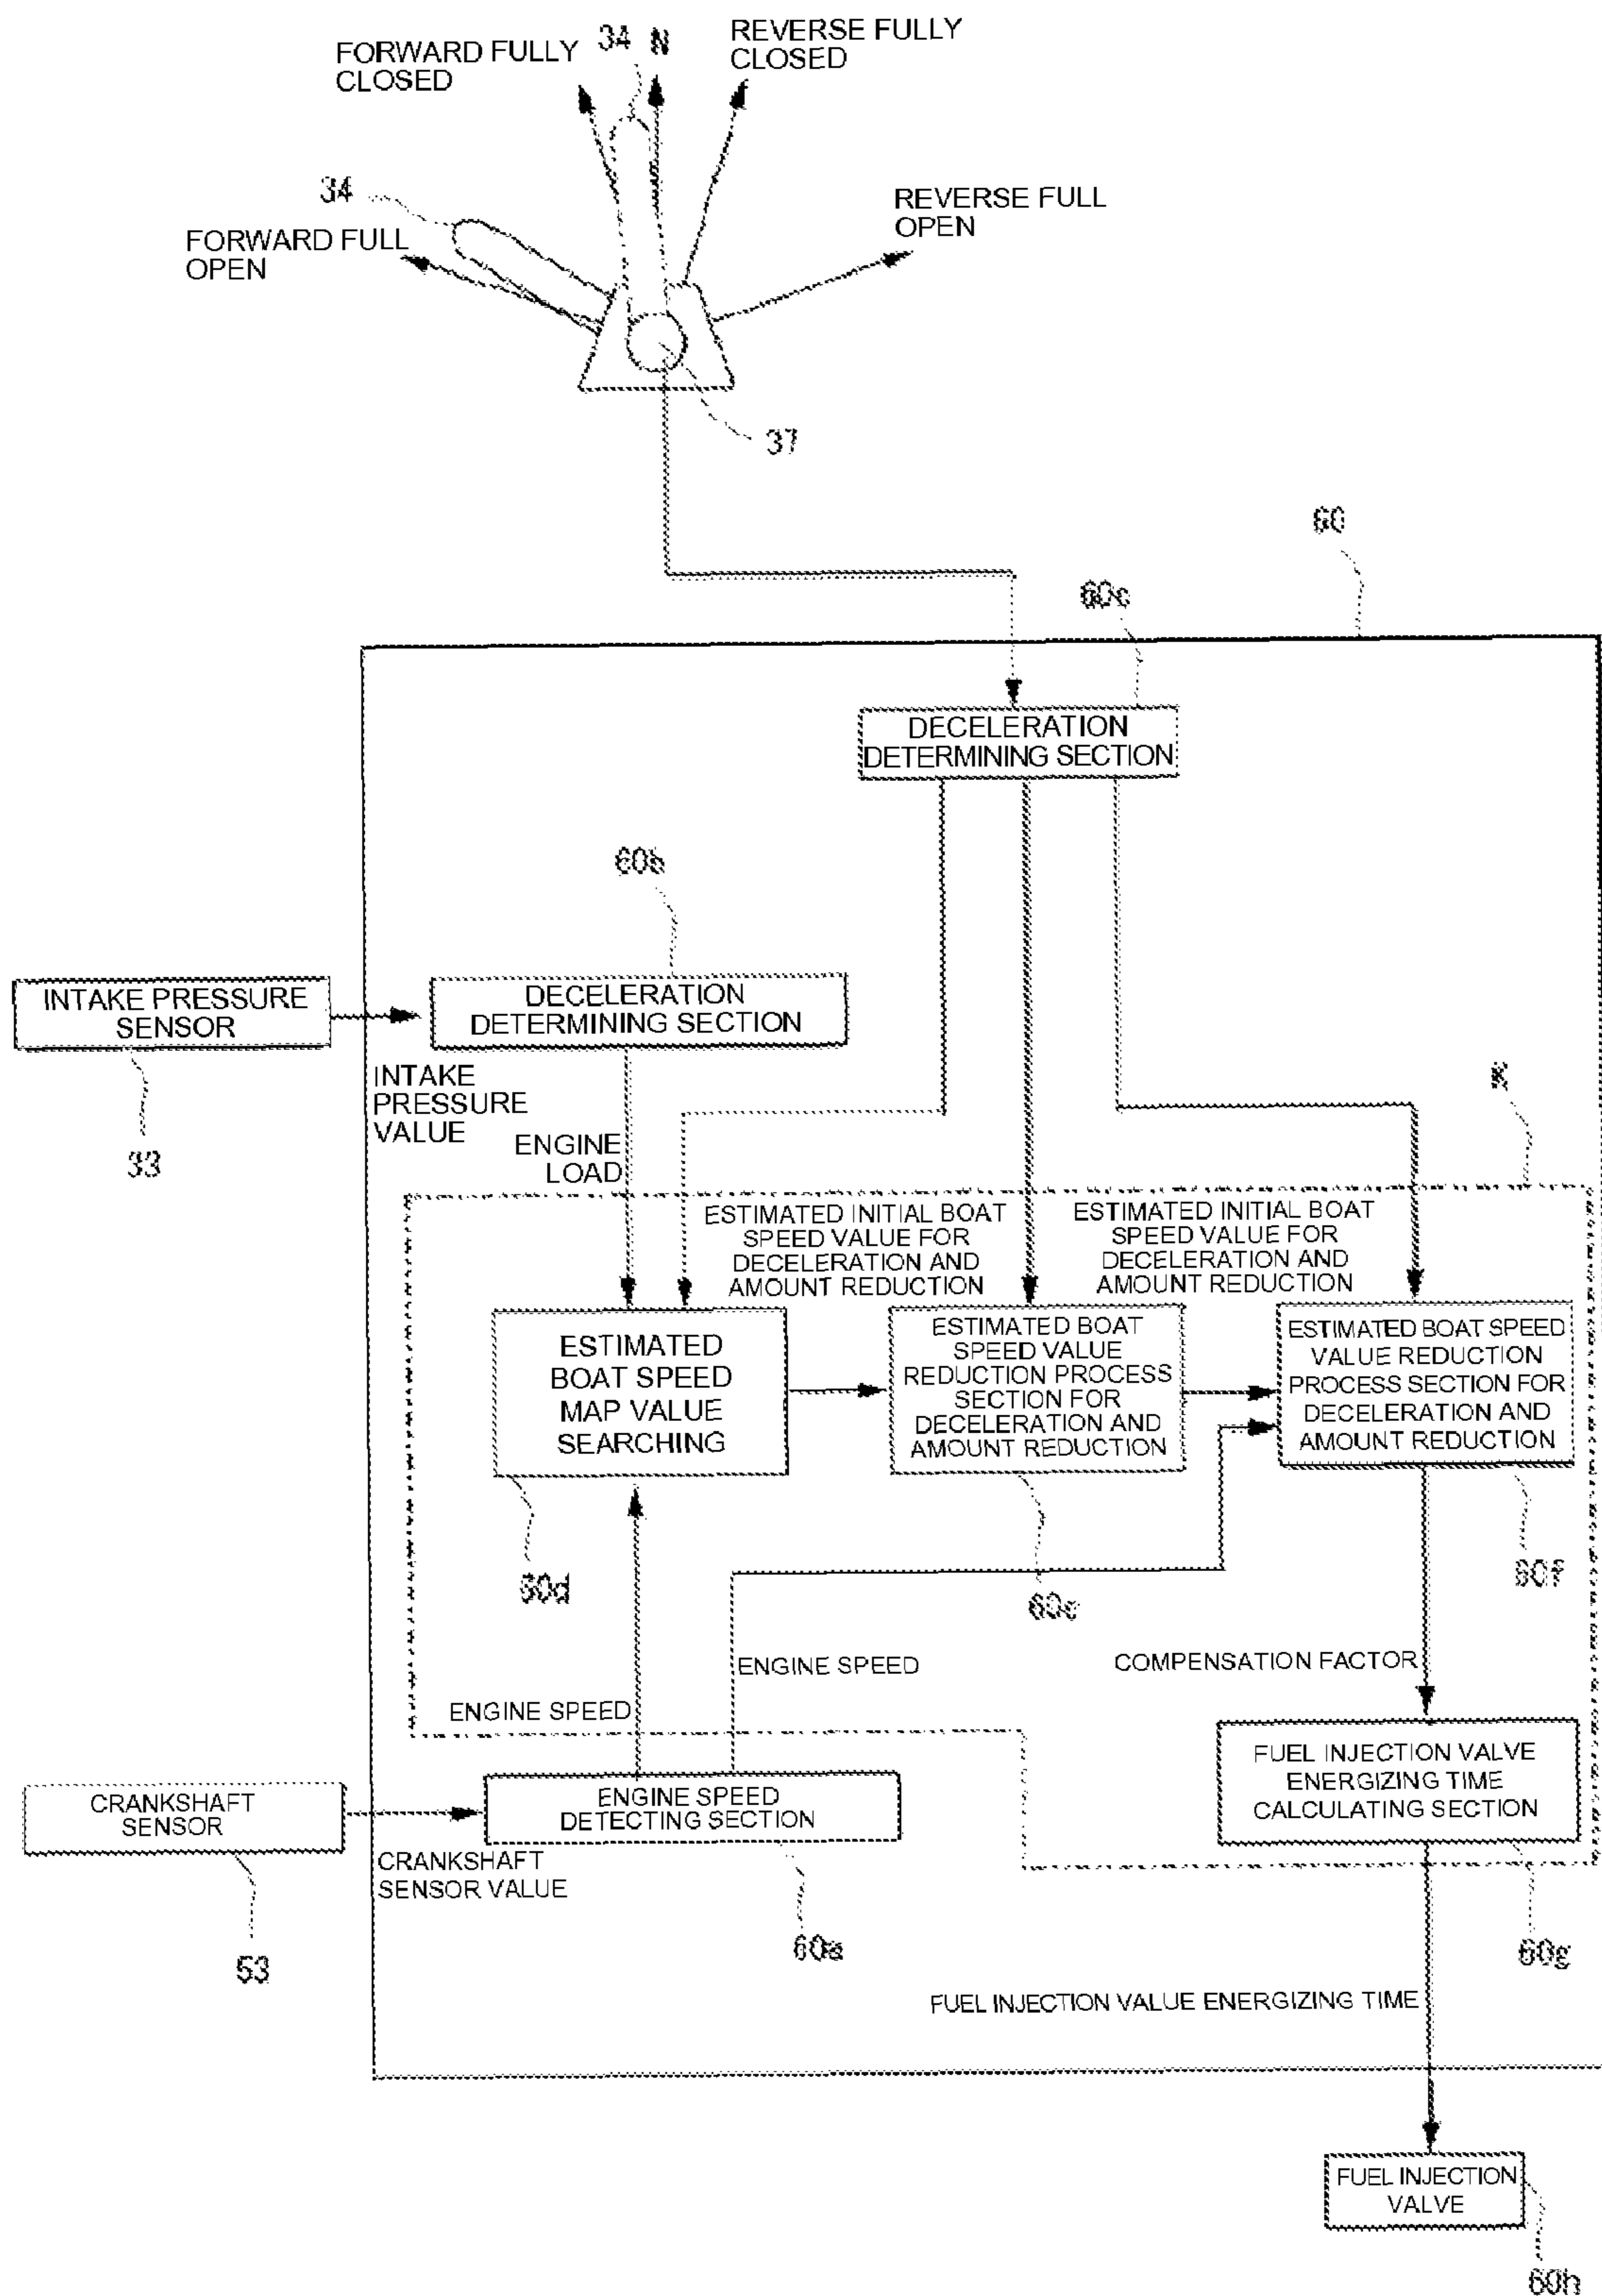 FORWARD FULLY
CLOSED
34
N
REVERSE FULLY
CLOSED
34
FORWARD FULL
OPEN
REVERSE FULL
OPEN
37
60
60c
DECELERATION
DETERMINING SECTION
60b
INTAKE PRESSURE
SENSOR
33
DECELERATION
DETERMINING SECTION
INTAKE
PRESSURE
VALUE
ENGINE
LOAD
K
ESTIMATED INITIAL BOAT
SPEED VALUE FOR
DECELERATION AND
AMOUNT REDUCTION
ESTIMATED INITIAL BOAT
SPEED VALUE FOR
DECELERATION AND
AMOUNT REDUCTION
ESTIMATED
BOAT SPEED
MAP VALUE
SEARCHING
ESTIMATED BOAT
SPEED VALUE
REDUCTION PROCESS
SECTION FOR
DECELERATION AND
AMOUNT REDUCTION
ESTIMATED BOAT SPEED
VALUE REDUCTION
PROCESS SECTION FOR
DECELERATION AND
AMOUNT REDUCTION
60d
60e
60f
ENGINE SPEED
ENGINE SPEED
COMPENSATION FACTOR
CRANKSHAFT
SENSOR
53
ENGINE SPEED
DETECTING SECTION
CRANKSHAFT
SENSOR VALUE
60a
FUEL INJECTION VALVE
ENERGIZING TIME
CALCULATING SECTION
60g
FUEL INJECTION VALUE ENERGIZING TIME
FUEL INJECTION
VALVE
60h